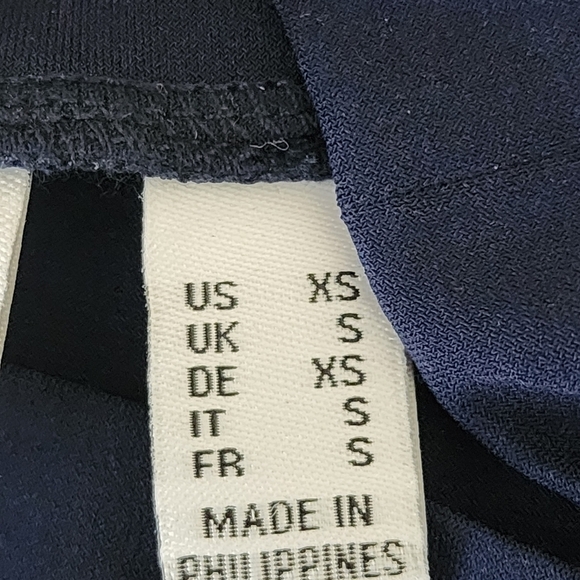 US XS
UK S
DE XS
IT S
FR S
MADE IN
PHILIPPINES